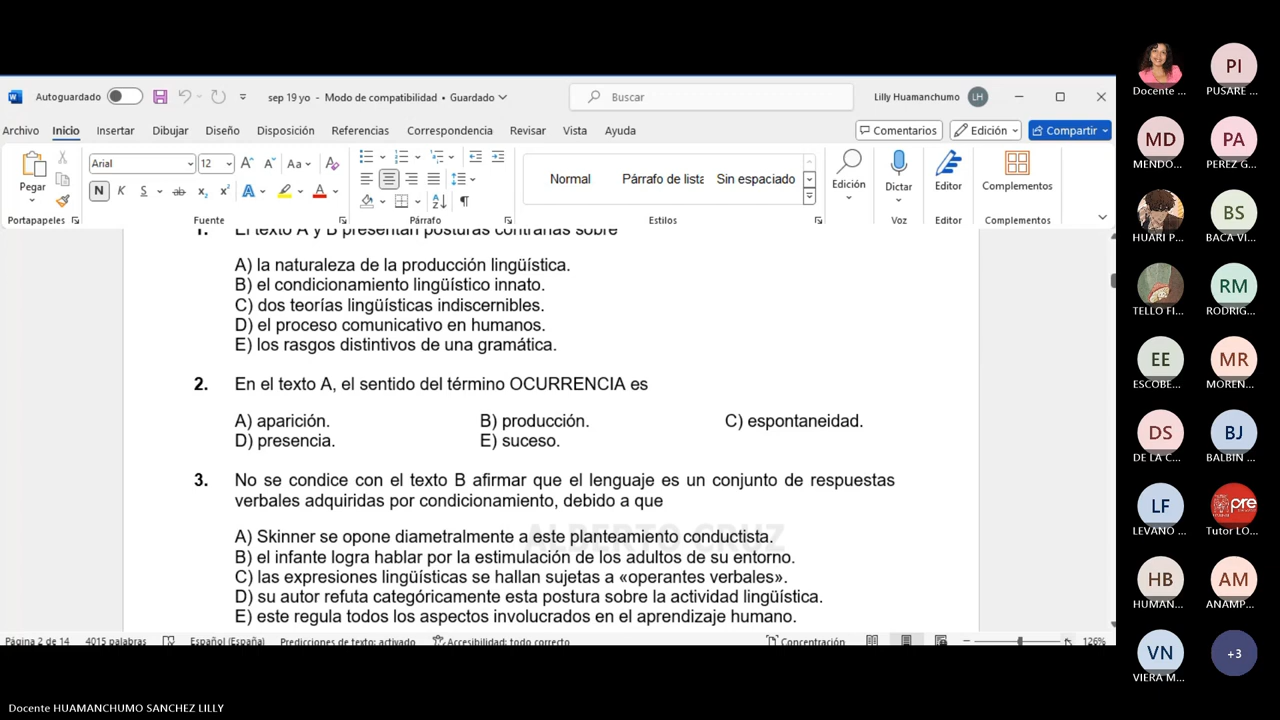 Autoguardado
sep 19 yo - Modo de compatibilidad • Guardado
Buscar
Lilly Huamanchumo
LH
Archivo Inicio Insertar Dibujar Diseño Disposición Referencias Correspondencia Revisar Vista Ayuda
Comentarios Edición Compartir
Pegar
Arial 12
Normal Párrafo de lista Sin espaciado
Edición Dictar Editor Complementos
Portapapeles Fuente Párrafo Estilos Voz Editor Complementos
1. El texto A y B presentan posturas contrarias sobre
A) la naturaleza de la producción lingüística.
B) el condicionamiento lingüístico innato.
C) dos teorías lingüísticas indiscernibles.
D) el proceso comunicativo en humanos.
E) los rasgos distintivos de una gramática.
2. En el texto A, el sentido del término OCURRENCIA es
A) aparición. B) producción. C) espontaneidad.
D) presencia. E) suceso.
3. No se condice con el texto B afirmar que el lenguaje es un conjunto de respuestas
verbales adquiridas por condicionamiento, debido a que
ALBERTO CRUZ
A) Skinner se opone diametralmente a este planteamiento conductista.
B) el infante logra hablar por la estimulación de los adultos de su entorno.
C) las expresiones lingüísticas se hallan sujetas a «operantes verbales».
D) su autor refuta categóricamente esta postura sobre la actividad lingüística.
E) este regula todos los aspectos involucrados en el aprendizaje humano.
Página 2 de 14 4015 palabras Español (España) Predicciones de texto: activado Accesibilidad: todo correcto Concentración 126%
Docente HUAMANCHUMO SANCHEZ LILLY
PI
Docente ... PUSARE ...
MD PA
MENDO... PEREZ G...
BS
HUARI P... BACA VI...
RM
TELLO FI... RODRIG...
EE MR
ESCOBE... MOREN...
DS BJ
DE LA C... BALBIN ...
LF pre
LEVANO ... Tutor LO...
HB AM
HUMAN... ANAMP...
VN +3
VIERA M...